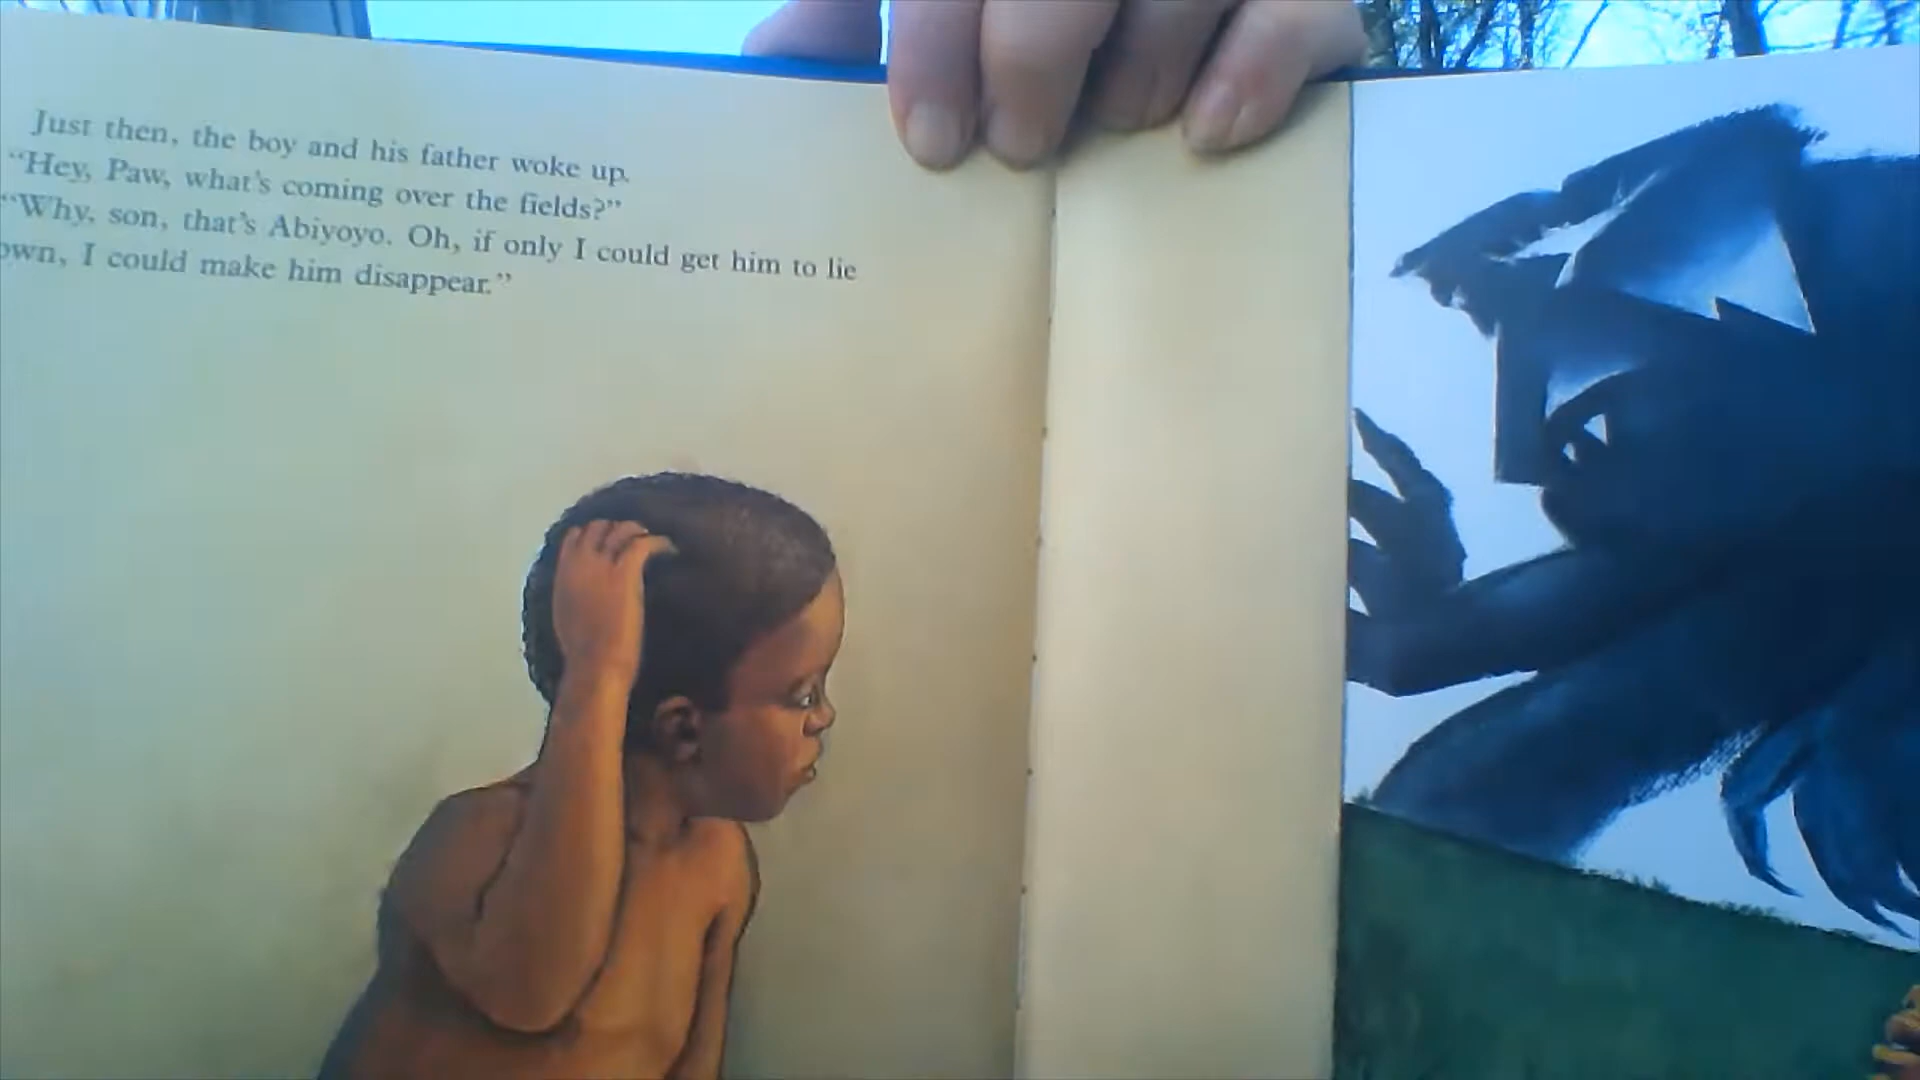 Just then, the boy and his father woke up.
"Hey, Paw, what's coming over the fields?"
"Why, son, that's Abiyoyo. Oh, if only I could get him to lie
own, I could make him disappear."